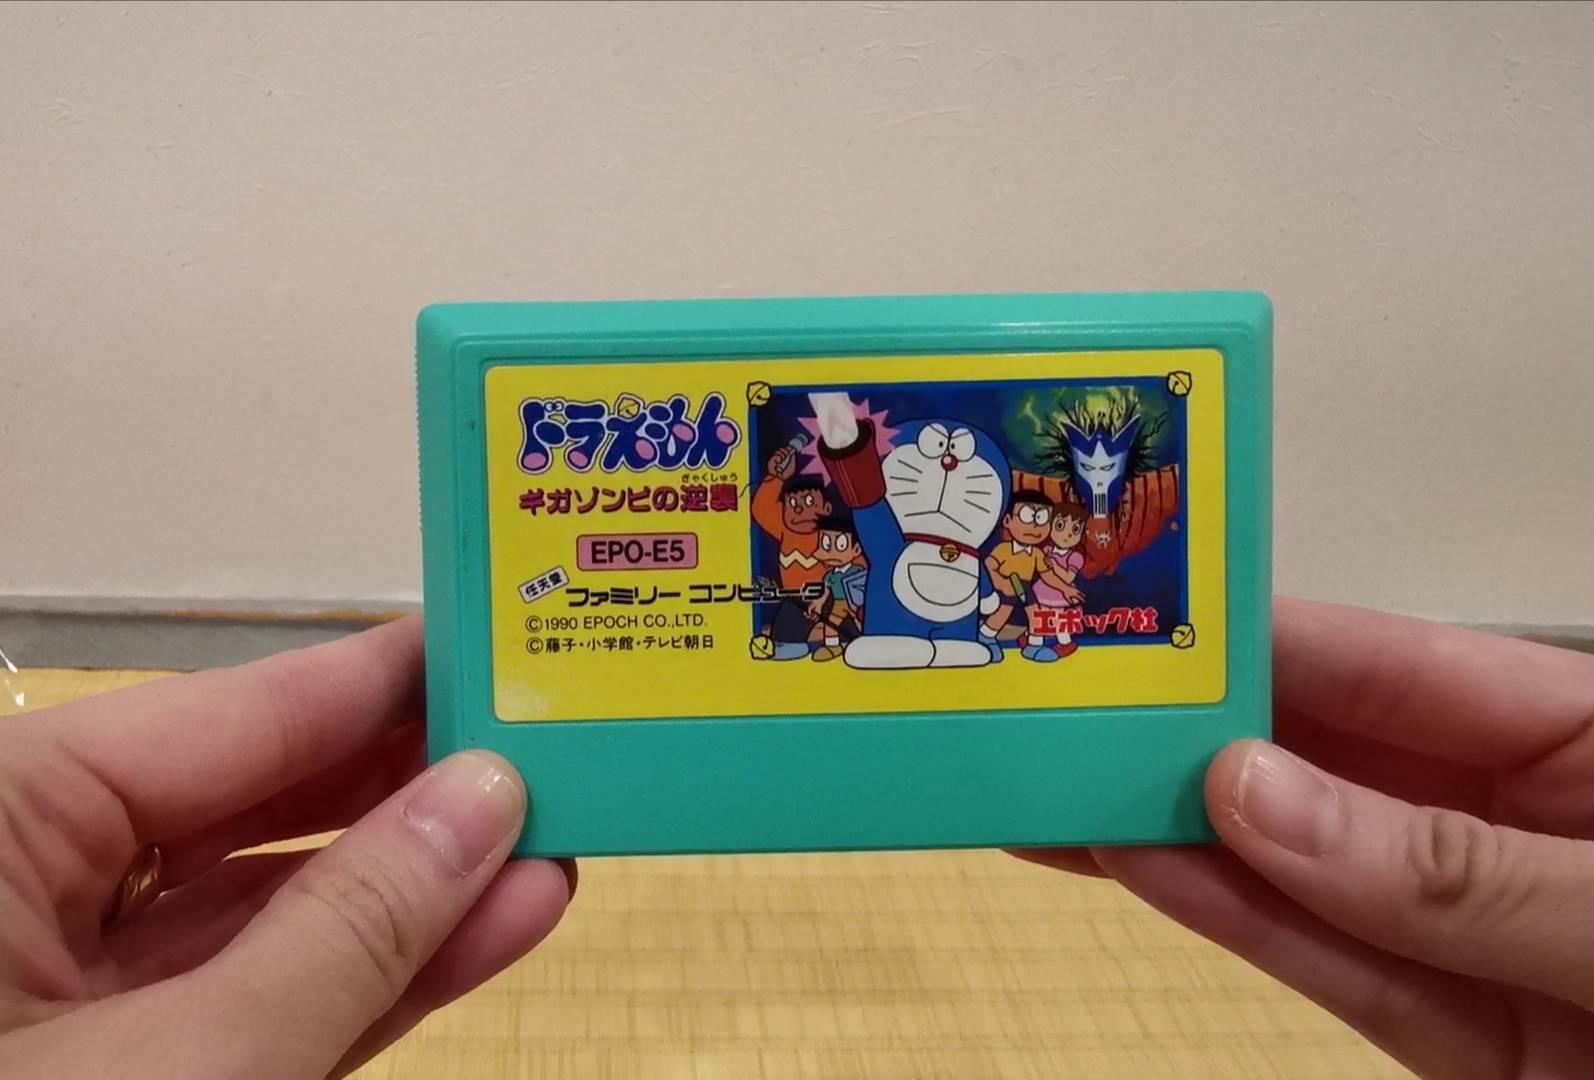 ドラえもん
ぎゃくしゅう
ギガゾンビの逆襲
EPO-E5
任天堂
ファミリー コンピュータ
©1990 EPOCH CO.,LTD.
©藤子・小学館・テレビ朝日
エポック社